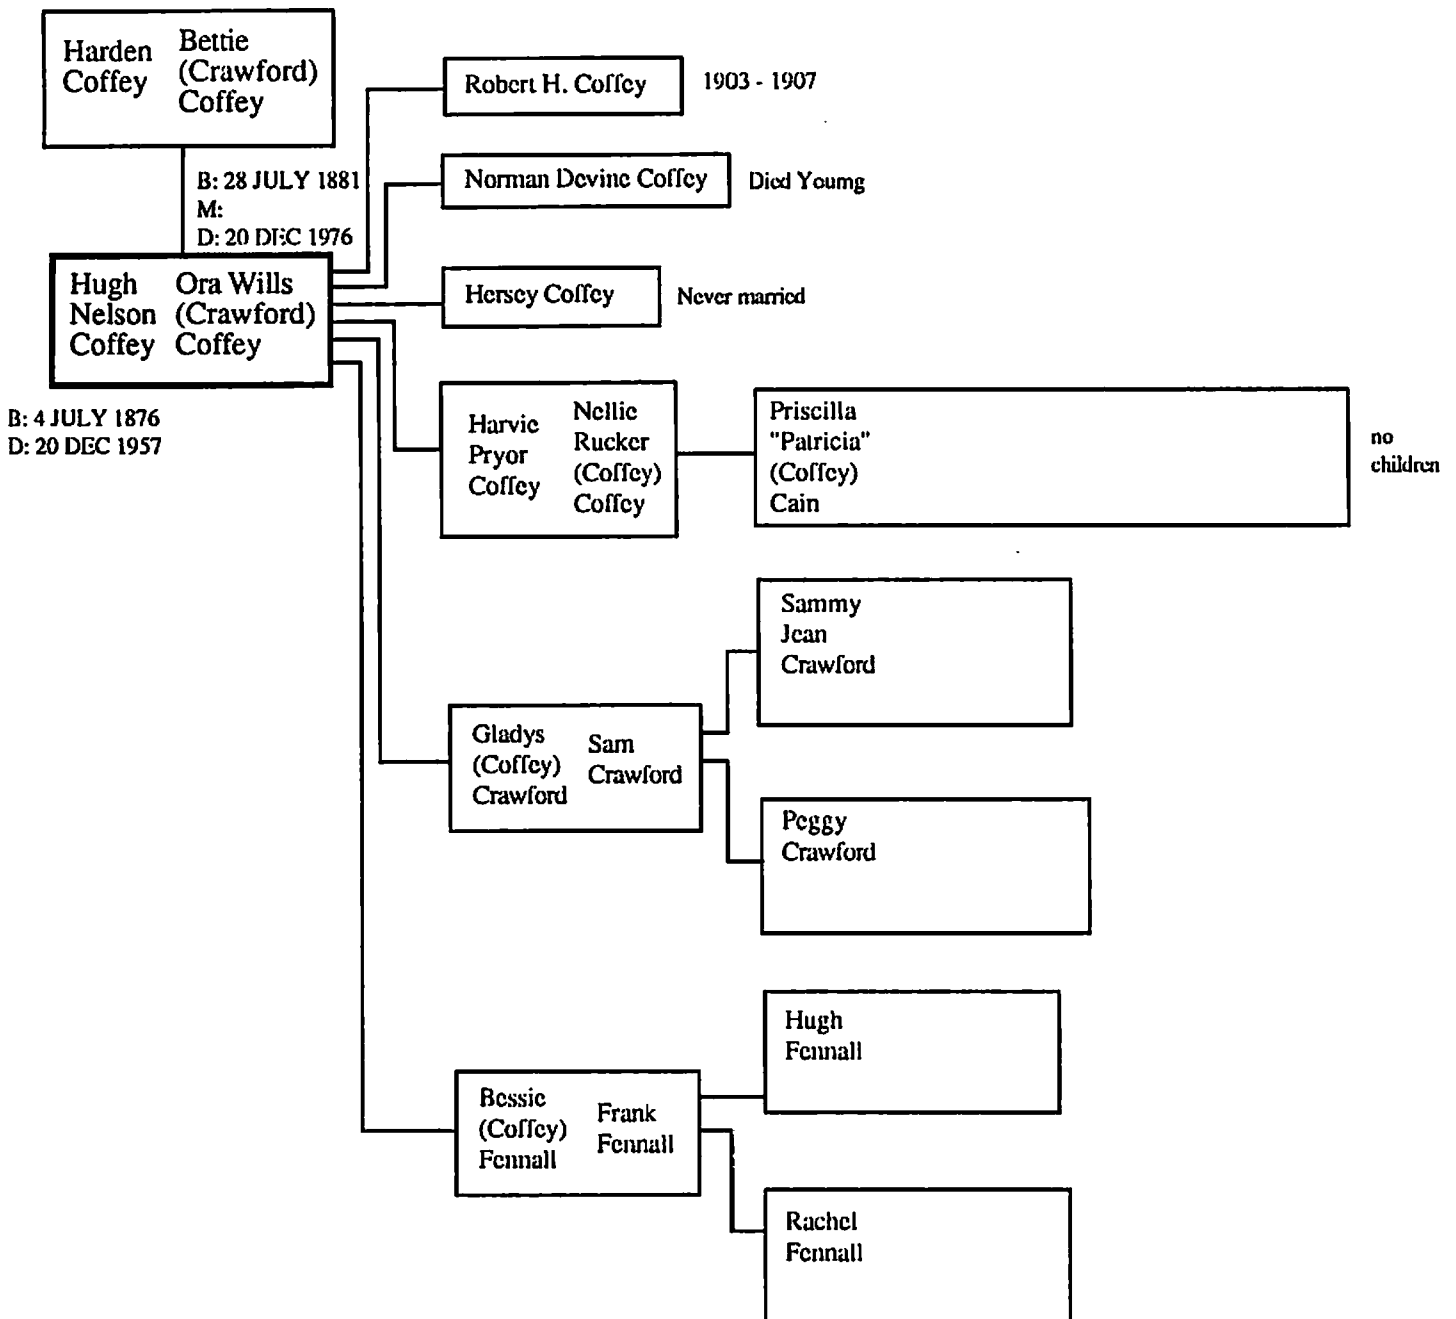 Harden
Coffey
Bettie
(Crawford)
Coffey
Robert H. Coffey
1903 - 1907
B: 28 JULY 1881
M:
D: 20 DEC 1976
Norman Devine Coffey
Died Youmg
Hugh
Nelson
Coffey
Ora Wills
(Crawford)
Coffey
Hersey Coffey
Never married
B: 4 JULY 1876
D: 20 DEC 1957
Harvie
Pryor
Coffey
Nellie
Rucker
(Coffey)
Coffey
Priscilla
"Patricia"
(Coffey)
Cain
no
children
Sammy
Jean
Crawford
Gladys
(Coffey)
Crawford
Sam
Crawford
Peggy
Crawford
Hugh
Fennall
Bessie
(Coffey)
Fennall
Frank
Fennall
Rachel
Fennall